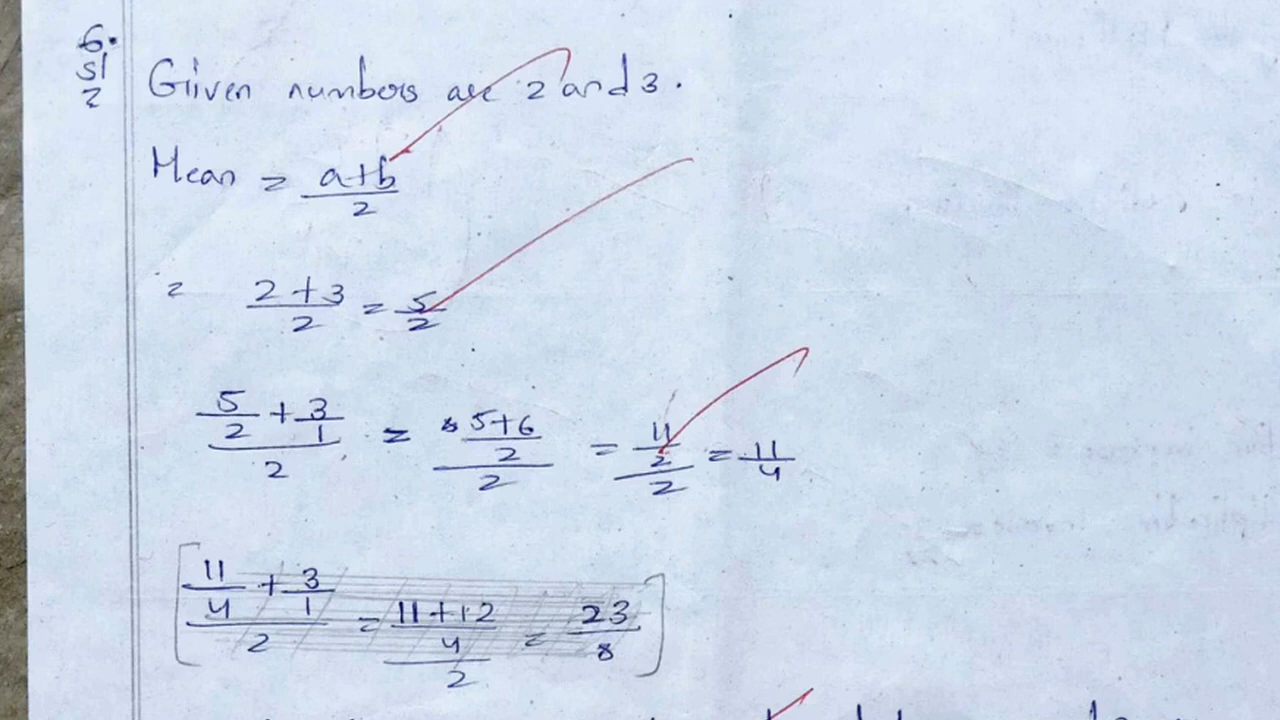 6.
51
2
Given numbers are 2 and 3.
Mean = a+b/2
= 2+3/2 = 5/2
5/2 + 3/1 / 2 = 5+6/2 / 2 = 11/2 / 2 = 11/4
[11/4 + 3/1 / 2 = 11+12/4 / 2 = 23/8]